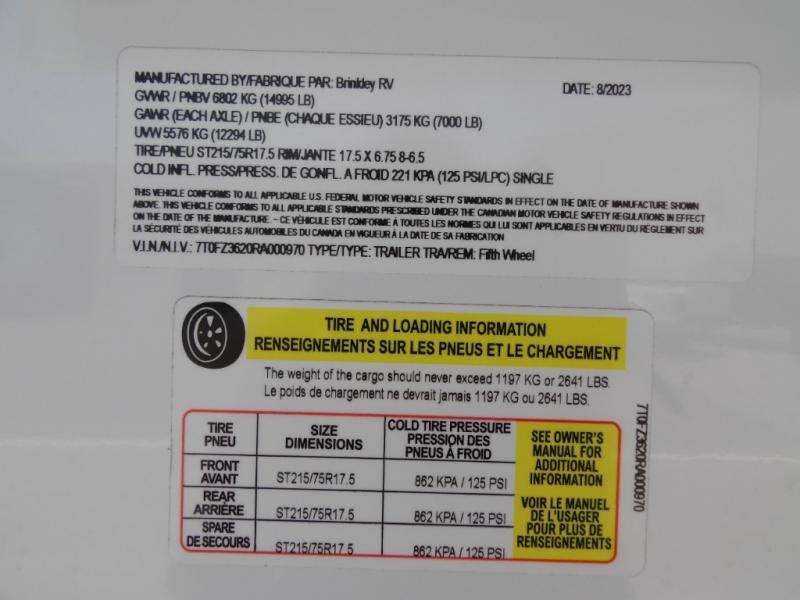 MANUFACTURED BY/FABRIQUE PAR: Brinkley RV DATE: 8/2023
GVWR / PNBV 6802 KG (14995 LB)
GAWR (EACH AXLE) / PNBE (CHAQUE ESSIEU) 3175 KG (7000 LB)
UVW 5576 KG (12294 LB)
TIRE/PNEU ST215/75R17.5 RIM/JANTE 17.5 X 6.75 8-6.5
COLD INFL. PRESS/PRESS. DE GONFL. A FROID 221 KPA (125 PSI/LPC) SINGLE
THIS VEHICLE CONFORMS TO ALL APPLICABLE U.S. FEDERAL MOTOR VEHICLE SAFETY STANDARDS IN EFFECT ON THE DATE OF MANUFACTURE SHOWN
ABOVE. THIS VEHICLE CONFORMS TO ALL APPLICABLE STANDARDS PRESCRIBED UNDER THE CANADIAN MOTOR VEHICLE SAFETY REGULATIONS IN EFFECT
ON THE DATE OF THE MANUFACTURE. - CE VÉHICULE EST CONFORME À TOUTES LES NORMES QUI LUI SONT APPLICABLES EN VERTU DU RÉGLEMENT SUR
LA SÉCURITÉ DES VÉHICULES AUTOMOBILES DU CANADA EN VIGUEUR À LA DATE DE SA FABRICATION
V.I.N./N.I.V.: 7T0FZ3620RA000970 TYPE/TYPE: TRAILER TRA/REM: Fifth Wheel
TIRE AND LOADING INFORMATION
RENSEIGNEMENTS SUR LES PNEUS ET LE CHARGEMENT
The weight of the cargo should never exceed 1197 KG or 2641 LBS.
Le poids de chargement ne devrait jamais 1197 KG ou 2641 LBS.
TIRE
PNEU
SIZE
DIMENSIONS
COLD TIRE PRESSURE
PRESSION DES
PNEUS À FROID
FRONT
AVANT
ST215/75R17.5
862 KPA / 125 PSI
REAR
ARRIÈRE
ST215/75R17.5
862 KPA / 125 PSI
SPARE
DE SECOURS
ST215/75R17.5
862 KPA / 125 PSI
SEE OWNER'S
MANUAL FOR
ADDITIONAL
INFORMATION
VOIR LE MANUEL
DE L'USAGER
POUR PLUS DE
RENSEIGNEMENTS
7T0FZ3620RA000970